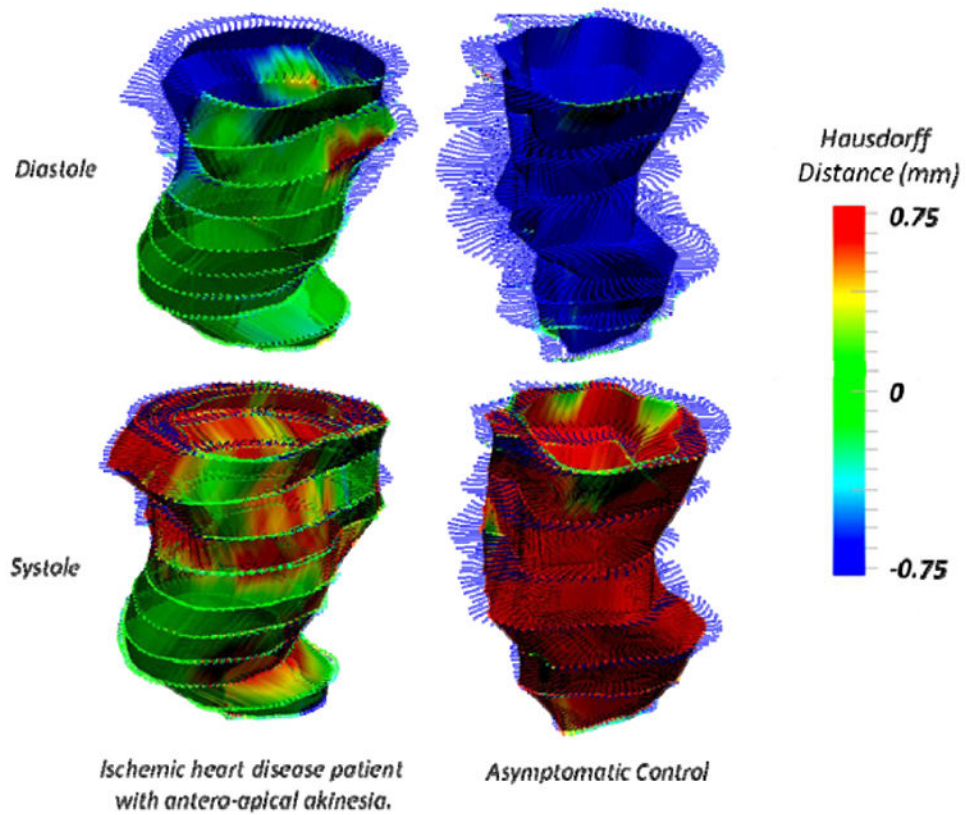 Diastole
Hausdorff
Distance (mm)
0.75
0
-0.75
Systole
Ischemic heart disease patient
with antero-apical akinesia.
Asymptomatic Control